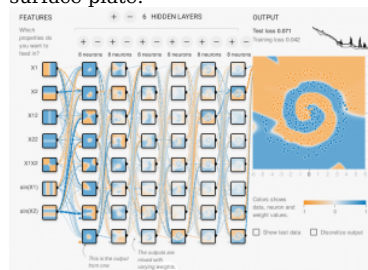 surface plate.
FEATURES
+ − 6 HIDDEN LAYERS
OUTPUT
Which
properties do
you want to
feed in?
Test loss 0.071
Training loss 0.042
+ − + − + − + − + − + −
8 neurons 8 neurons 8 neurons 8 neurons 8 neurons 8 neurons
X1
X2
X12
X22
X1X2
sin(X1)
sin(X2)
Colors shows
data, neuron and
weight values.
Show test data
Discretize output
This is the output
from one
The outputs are
mixed with
varying weights.